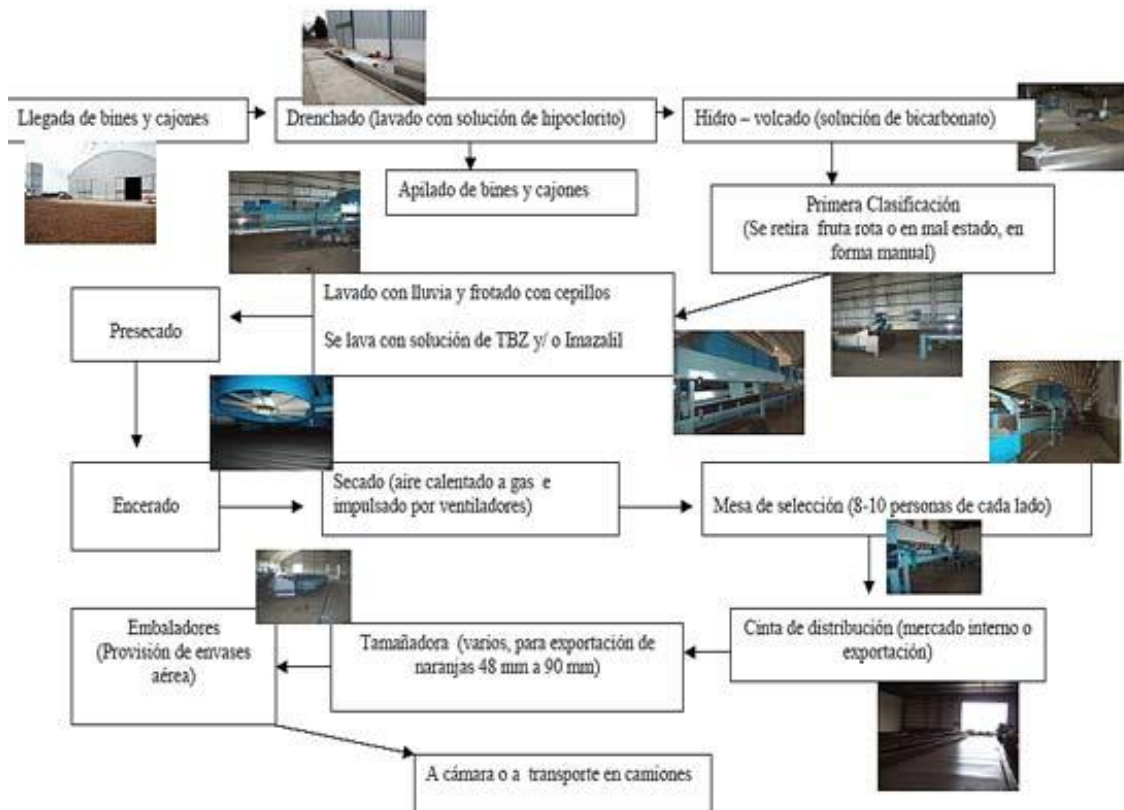 Llegada de bines y cajones
Drenchado (lavado con solución de hipoclorito)
Hidro – volcado (solución de bicarbonato)
Apilado de bines y cajones
Primera Clasificación
(Se retira fruta rota o en mal estado, en
forma manual)
Lavado con lluvia y frotado con cepillos
Se lava con solución de TBZ y/ o Imazalil
Presecado
Encerado
Secado (aire calentado a gas e
impulsado por ventiladores)
Mesa de selección (8-10 personas de cada lado)
Cinta de distribución (mercado interno o
exportación)
Tamañadora (varios, para exportación de
naranjas 48 mm a 90 mm)
Embaladores
(Provisión de envases
aérea)
A cámara o a transporte en camiones